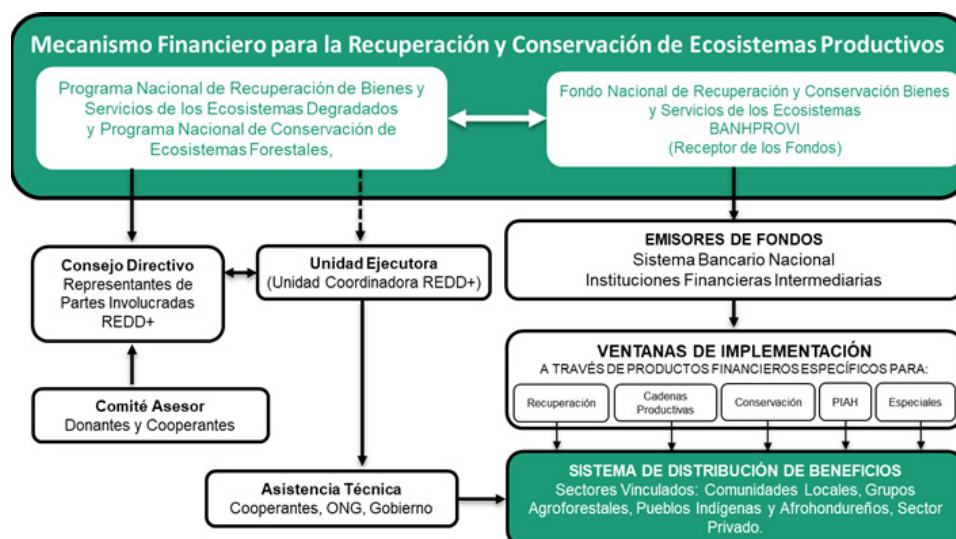 Mecanismo Financiero para la Recuperación y Conservación de Ecosistemas Productivos
Programa Nacional de Recuperación de Bienes y
Servicios de los Ecosistemas Degradados
y Programa Nacional de Conservación de
Ecosistemas Forestales,
Fondo Nacional de Recuperación y Conservación Bienes
y Servicios de los Ecosistemas
BANHPROVI
(Receptor de los Fondos)
Consejo Directivo
Representantes de
Partes Involucradas
REDD+
Unidad Ejecutora
(Unidad Coordinadora REDD+)
EMISORES DE FONDOS
Sistema Bancario Nacional
Instituciones Financieras Intermediarias
Comité Asesor
Donantes y Cooperantes
VENTANAS DE IMPLEMENTACIÓN
A TRAVÉS DE PRODUCTOS FINANCIEROS ESPECÍFICOS PARA:
Recuperación
Cadenas
Productivas
Conservación
PIAH
Especiales
Asistencia Técnica
Cooperantes, ONG, Gobierno
SISTEMA DE DISTRIBUCIÓN DE BENEFICIOS
Sectores Vinculados: Comunidades Locales, Grupos
Agroforestales, Pueblos Indígenas y Afrohondureños, Sector
Privado.